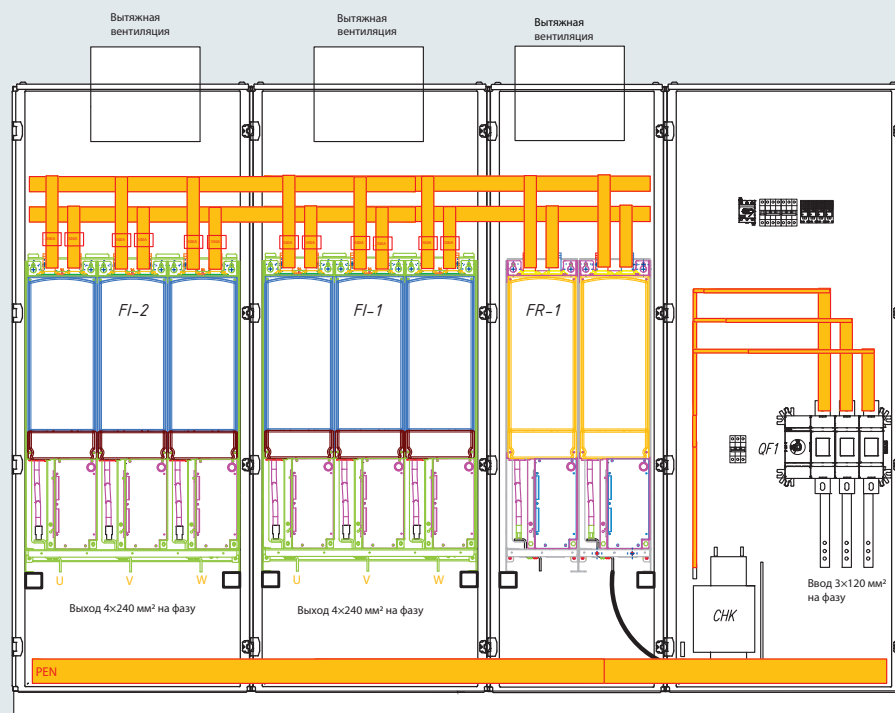 Вытяжная
вентиляция
Вытяжная
вентиляция
Вытяжная
вентиляция
FI-2
FI-1
FR-1
QF1
U
V
W
U
V
W
Выход 4×240 мм² на фазу
Выход 4×240 мм² на фазу
Ввод 3×120 мм²
на фазу
СНК
PEN